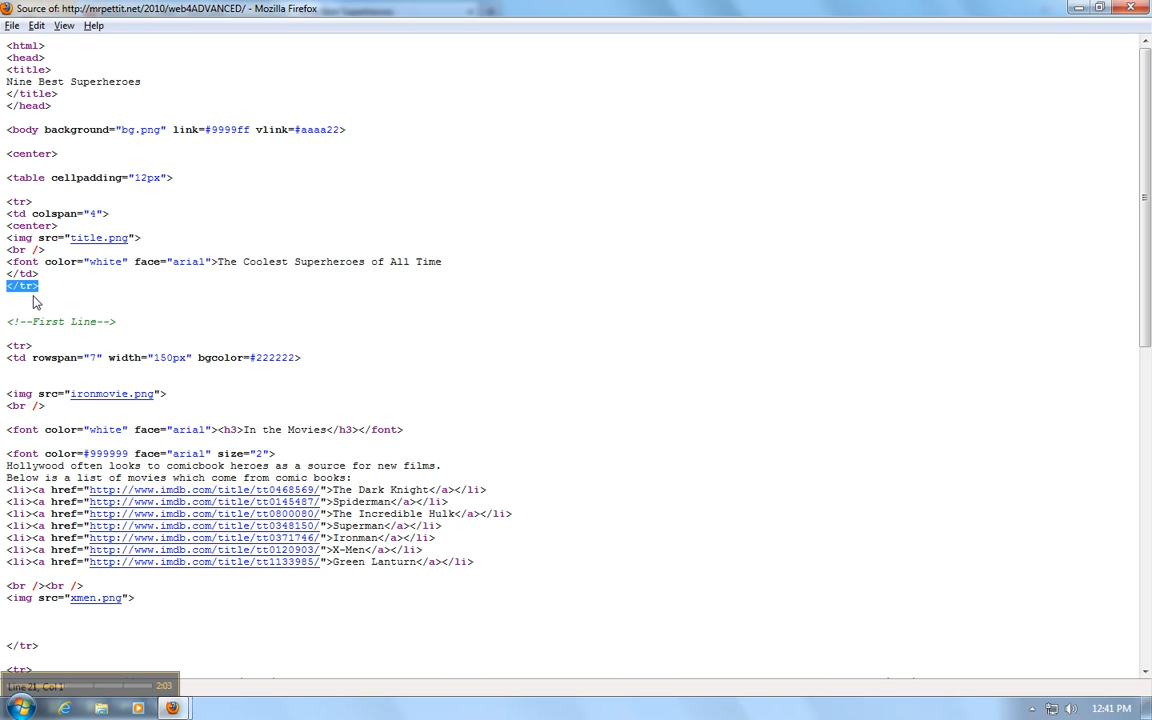 Source of: http://mrpettit.net/2010/web4ADVANCED/ - Mozilla Firefox
File Edit View Help
<html>
<head>
<title>
Nine Best Superheroes
</title>
</head>
<body background="bg.png" link=#9999ff vlink=#aaaa22>
<center>
<table cellpadding="12px">
<tr>
<td colspan="4">
<center>
<img src="title.png">
<br />
<font color="white" face="arial">The Coolest Superheroes of All Time
</td>
</tr>
<!--First Line-->
<tr>
<td rowspan="7" width="150px" bgcolor=#222222>
<img src="ironmovie.png">
<br />
<font color="white" face="arial"><h3>In the Movies</h3></font>
<font color=#999999 face="arial" size="2">
Hollywood often looks to comicbook heroes as a source for new films.
Below is a list of movies which come from comic books:
<li><a href="http://www.imdb.com/title/tt0468569/">The Dark Knight</a></li>
<li><a href="http://www.imdb.com/title/tt0145487/">Spiderman</a></li>
<li><a href="http://www.imdb.com/title/tt0800080/">The Incredible Hulk</a></li>
<li><a href="http://www.imdb.com/title/tt0348150/">Superman</a></li>
<li><a href="http://www.imdb.com/title/tt0371746/">Ironman</a></li>
<li><a href="http://www.imdb.com/title/tt0120903/">X-Men</a></li>
<li><a href="http://www.imdb.com/title/tt1133985/">Green Lanturn</a></li>
<br /><br />
<img src="xmen.png">
</tr>
<tr>
Line 21, Col 1 2:03
12:41 PM